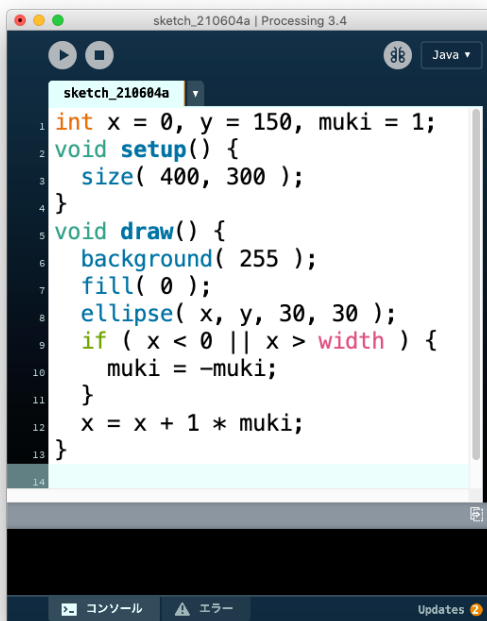 sketch_210604a | Processing 3.4
Java ▼
sketch_210604a ▼
1 int x = 0, y = 150, muki = 1;
2 void setup() {
3   size( 400, 300 );
4 }
5 void draw() {
6   background( 255 );
7   fill( 0 );
8   ellipse( x, y, 30, 30 );
9   if ( x < 0 || x > width ) {
10     muki = -muki;
11   }
12   x = x + 1 * muki;
13 }
14
コンソール エラー Updates 2